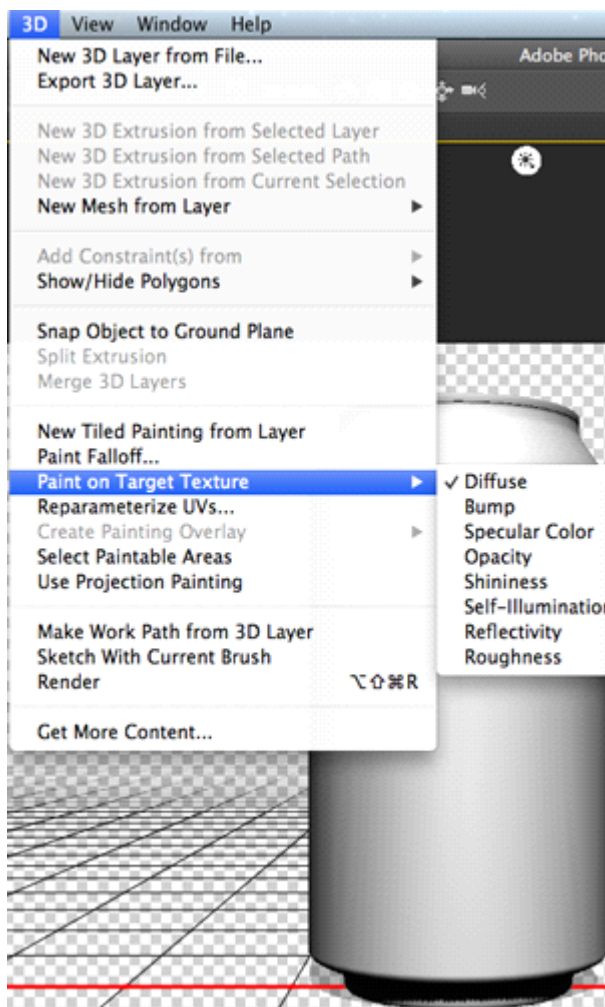 3D View Window Help
Adobe Pho
New 3D Layer from File...
Export 3D Layer...
New 3D Extrusion from Selected Layer
New 3D Extrusion from Selected Path
New 3D Extrusion from Current Selection
New Mesh from Layer
Add Constraint(s) from
Show/Hide Polygons
Snap Object to Ground Plane
Split Extrusion
Merge 3D Layers
New Tiled Painting from Layer
Paint Falloff...
Paint on Target Texture
Reparameterize UVs...
Create Painting Overlay
Select Paintable Areas
Use Projection Painting
Make Work Path from 3D Layer
Sketch With Current Brush
Render ⌥⇧⌘R
Get More Content...
✓ Diffuse
Bump
Specular Color
Opacity
Shininess
Self-Illumination
Reflectivity
Roughness